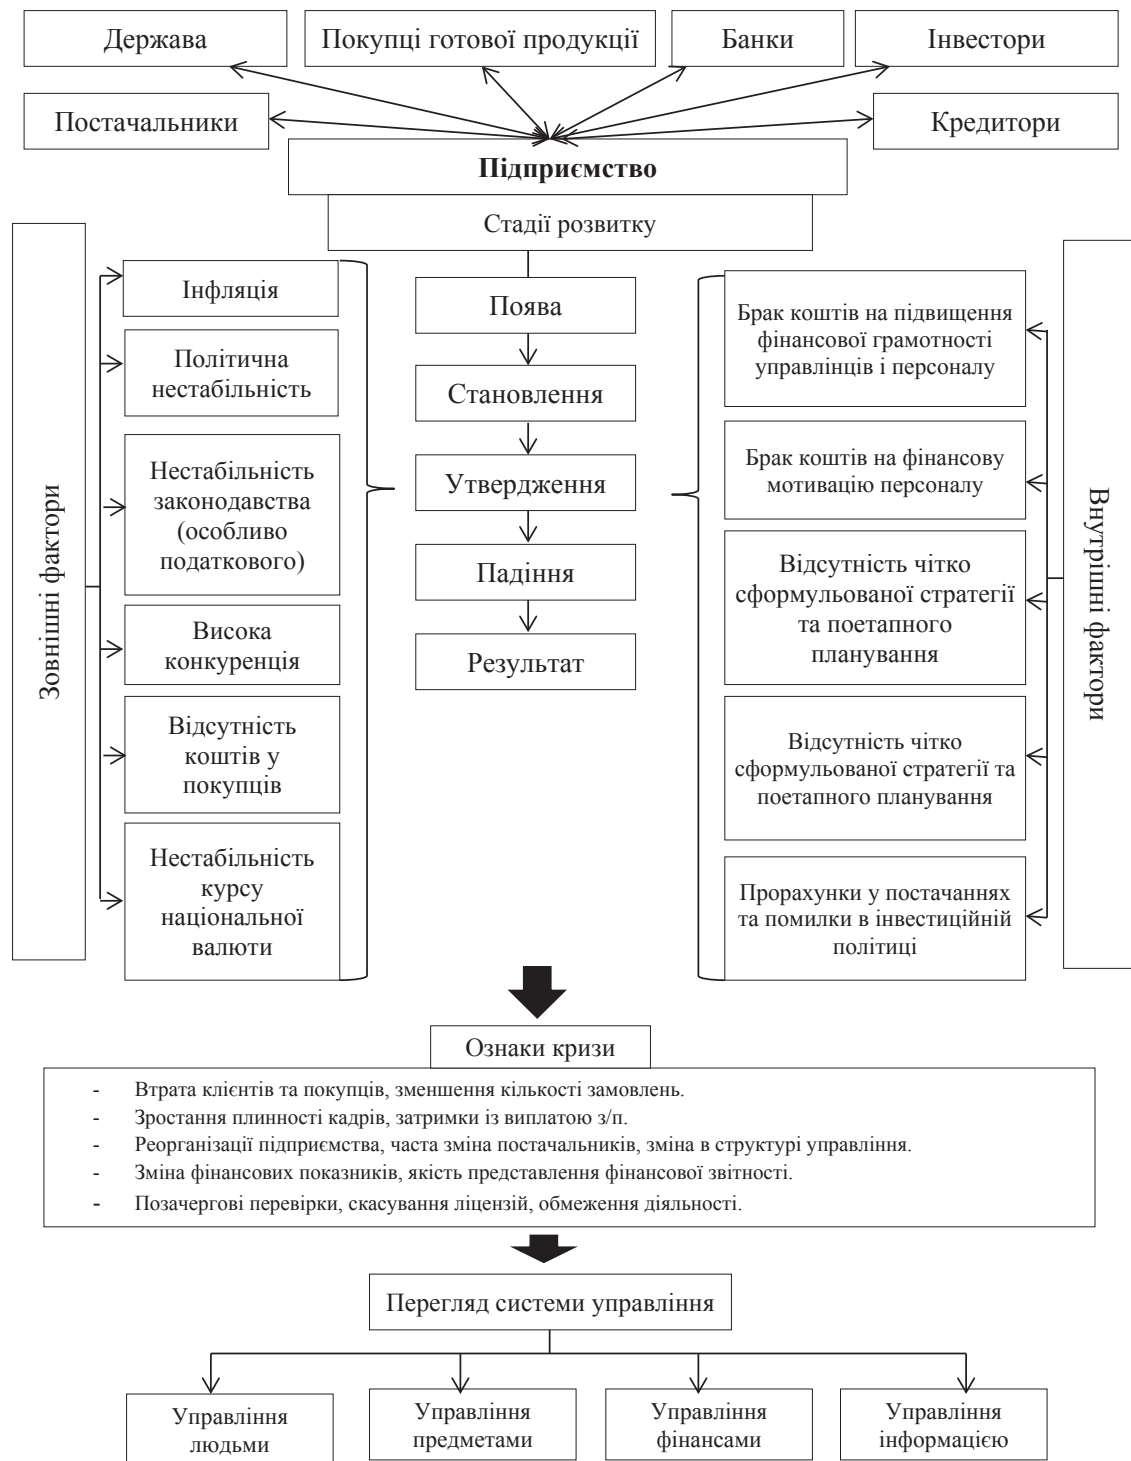 Держава
Покупці готової продукції
Банки
Інвестори
Постачальники
Кредитори
Підприємство
Стадії розвитку
Зовнішні фактори
Інфляція
Політична
нестабільність
Нестабільність
законодавства
(особливо
податкового)
Висока
конкуренція
Відсутність
коштів у
покупців
Нестабільність
курсу
національної
валюти
Поява
Становлення
Утвердження
Падіння
Результат
Брак коштів на підвищення
фінансової грамотності
управлінців і персоналу
Брак коштів на фінансову
мотивацію персоналу
Відсутність чітко
сформульованої стратегії
та поетапного
планування
Відсутність чітко
сформульованої стратегії та
поетапного планування
Прорахунки у постачаннях
та помилки в інвестиційній
політиці
Внутрішні фактори
Ознаки кризи
- Втрата клієнтів та покупців, зменшення кількості замовлень.
- Зростання плинності кадрів, затримки із виплатою з/п.
- Реорганізації підприємства, часта зміна постачальників, зміна в структурі управління.
- Зміна фінансових показників, якість представлення фінансової звітності.
- Позачергові перевірки, скасування ліцензій, обмеження діяльності.
Перегляд системи управління
Управління
людьми
Управління
предметами
Управління
фінансами
Управління
інформацією